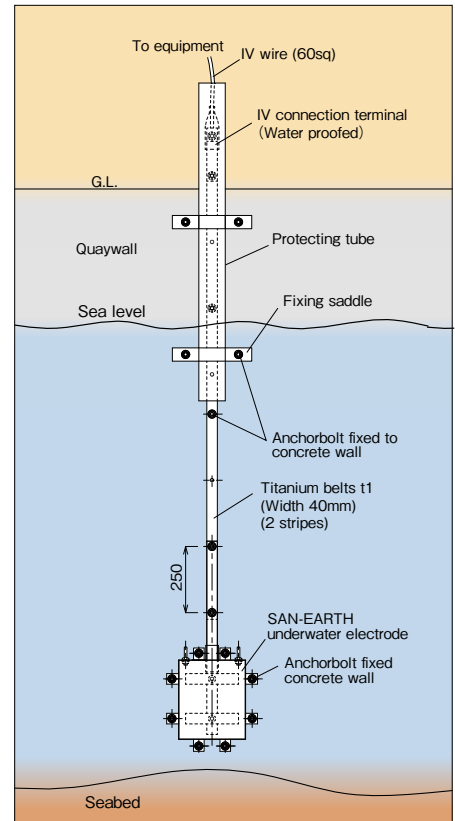 To equipment
IV wire (60sq)
IV connection terminal
(Water proofed)
G.L.
Quaywall
Protecting tube
Sea level
Fixing saddle
Anchorbolt fixed to
concrete wall
Titanium belts t1
(Width 40mm)
(2 stripes)
250
SAN-EARTH
underwater electrode
Anchorbolt fixed
concrete wall
Seabed